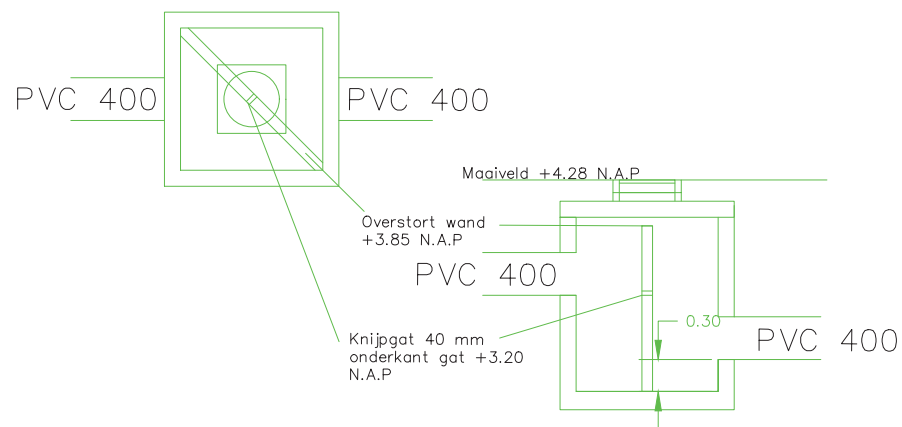 PVC 400
PVC 400
Maaiveld +4.28 N.A.P
Overstort wand
+3.85 N.A.P
PVC 400
0.30
PVC 400
Knijpgat 40 mm
onderkant gat +3.20
N.A.P